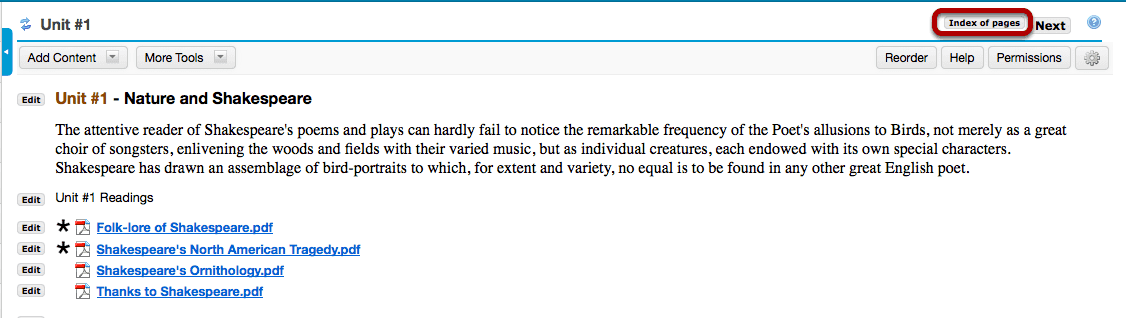 Unit #1
Index of pages
Next
Add Content
More Tools
Reorder
Help
Permissions
Edit
Unit #1 - Nature and Shakespeare
The attentive reader of Shakespeare's poems and plays can hardly fail to notice the remarkable frequency of the Poet's allusions to Birds, not merely as a great
choir of songsters, enlivening the woods and fields with their varied music, but as individual creatures, each endowed with its own special characters.
Shakespeare has drawn an assemblage of bird-portraits to which, for extent and variety, no equal is to be found in any other great English poet.
Edit Unit #1 Readings
Edit * Folk-lore of Shakespeare.pdf
Edit * Shakespeare's North American Tragedy.pdf
Edit Shakespeare's Ornithology.pdf
Edit Thanks to Shakespeare.pdf